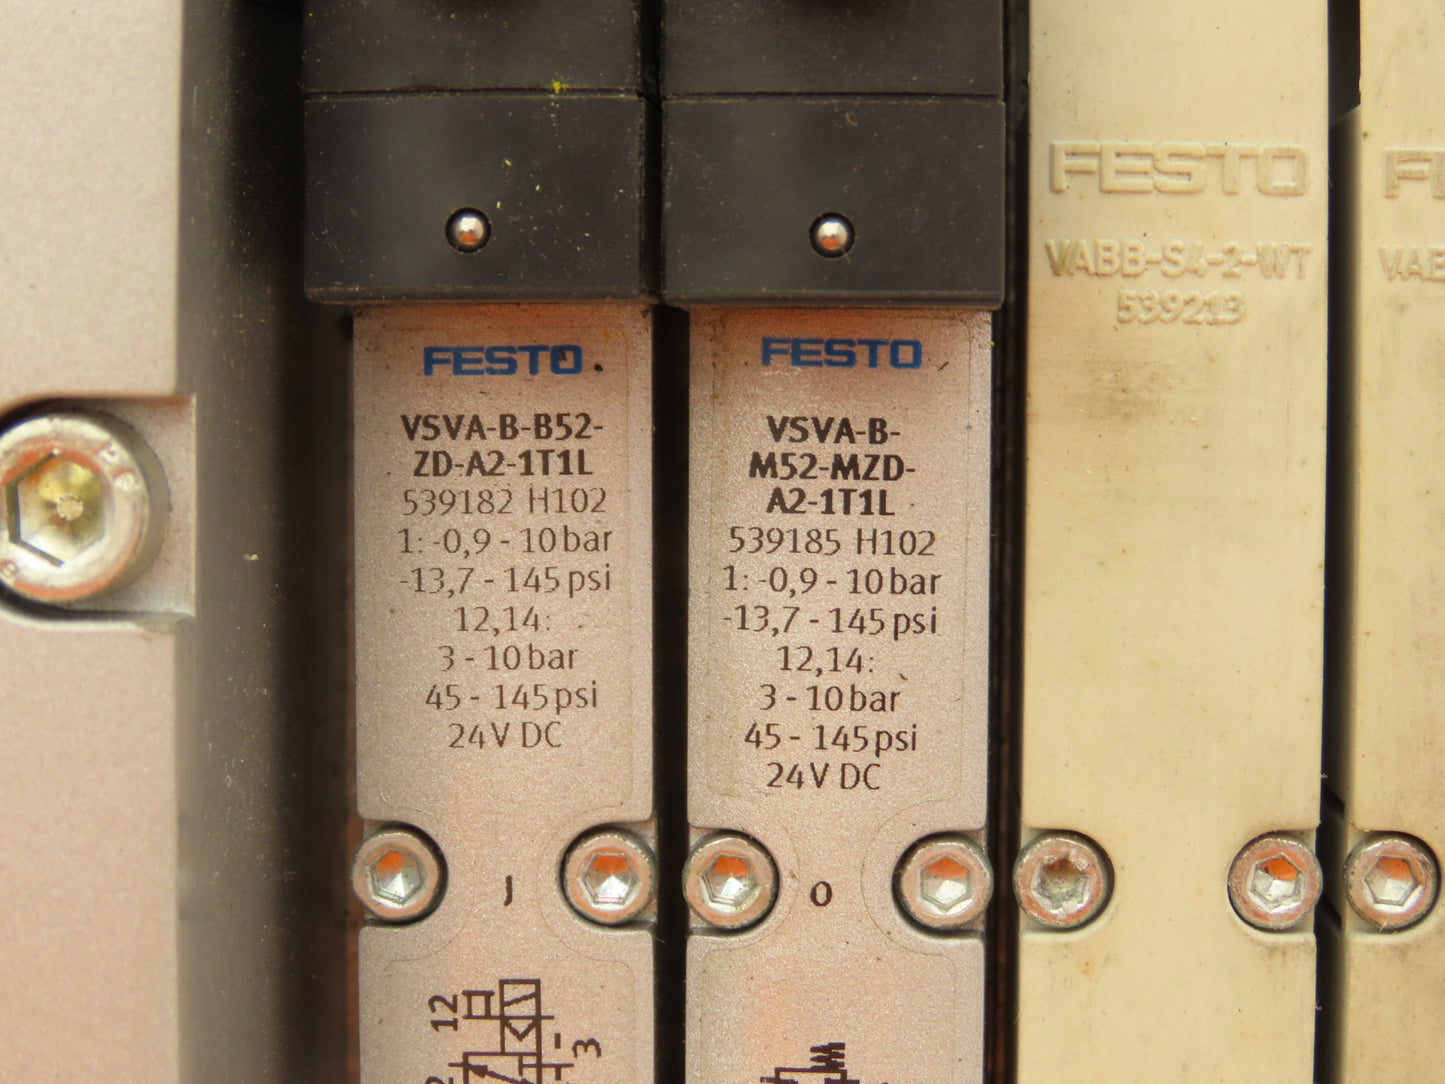 FESTO
VSVA-B-B52-
ZD-A2-1T1L
539182 H102
1: -0,9 - 10 bar
-13,7 - 145 psi
12,14:
3 - 10 bar
45 - 145 psi
24V DC
J
12
3
FESTO
VSVA-B-
M52-MZD-
A2-1T1L
539185 H102
1: -0,9 - 10 bar
-13,7 - 145 psi
12,14:
3 - 10 bar
45 - 145 psi
24V DC
O
FESTO
VABB-S4-2-WT
539213